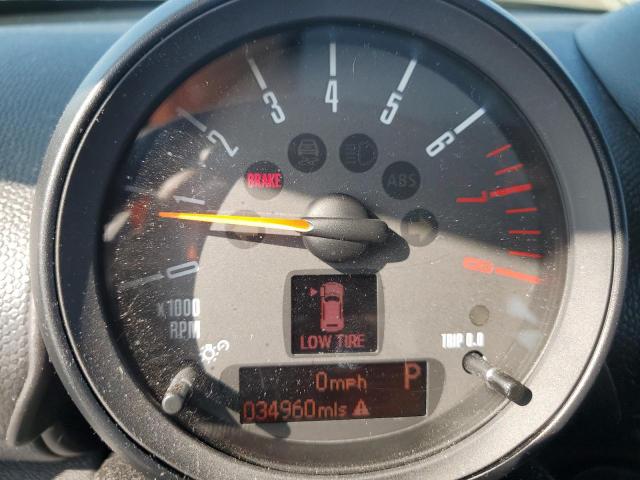 4
3
5
2
6
BRAKE
ABS
1
7
0
8
X1000
RPM
LOW TIRE
TRIP 0.0
0mph P
034960mls